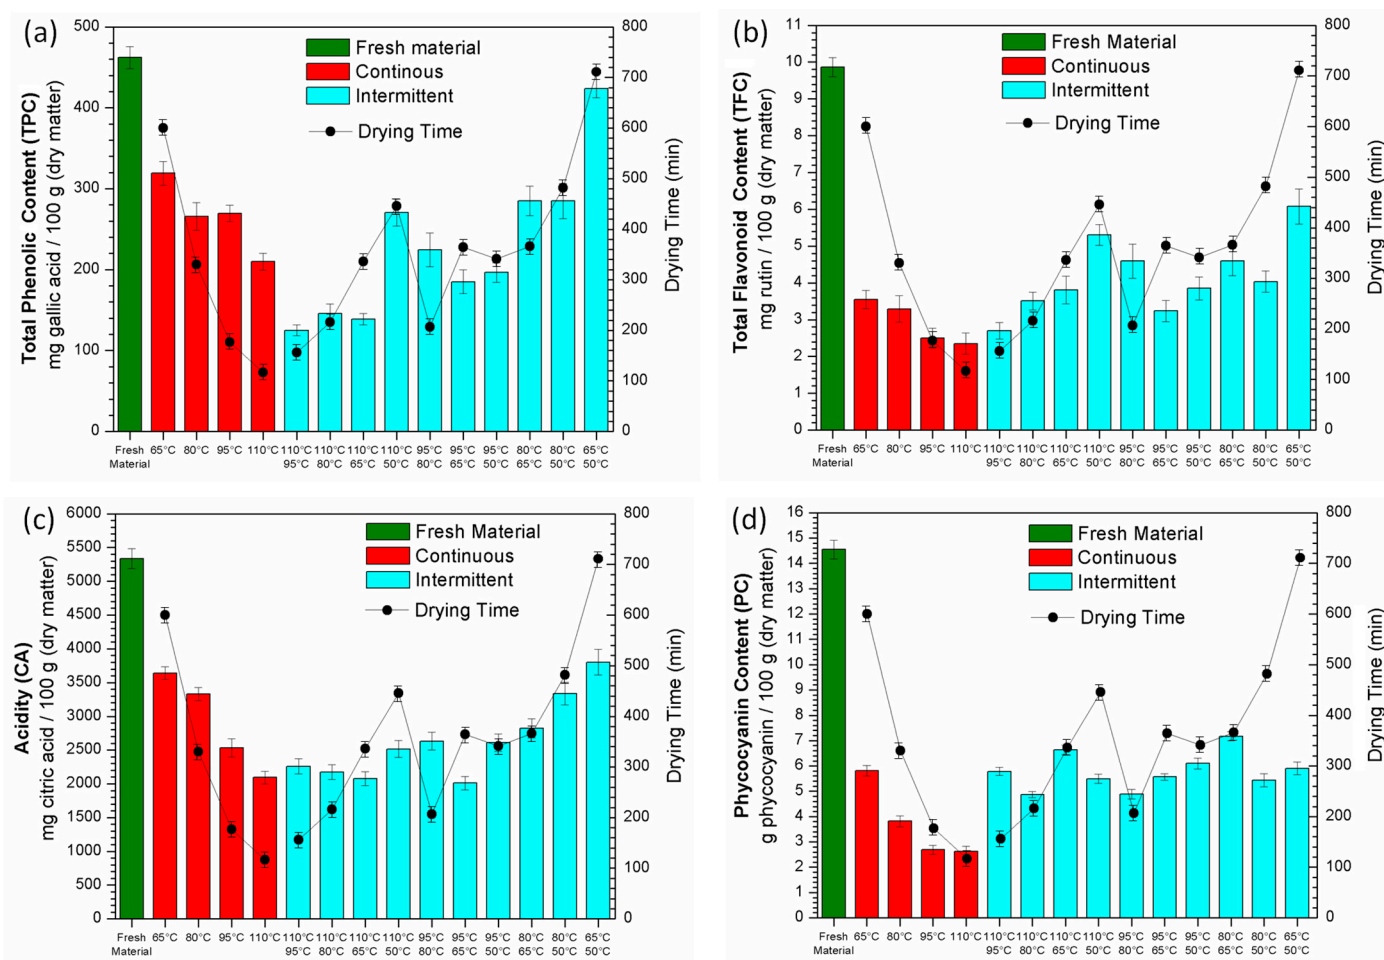 (a)
Total Phenolic Content (TPC)
mg gallic acid / 100 g (dry matter)
500
400
300
200
100
0
Fresh material
Continous
Intermittent
Drying Time
800
700
600
500
400
300
200
100
0
Drying Time (min)
Fresh 65°C 80°C 95°C 110°C 110°C 110°C 110°C 110°C 95°C 95°C 95°C 80°C 80°C 65°C
Material 95°C 80°C 65°C 50°C 80°C 65°C 50°C 65°C 50°C 50°C
(b)
Total Flavonoid Content (TFC)
mg rutin / 100 g (dry matter)
11
10
9
8
7
6
5
4
3
2
1
0
Fresh Material
Continuous
Intermittent
Drying Time
800
700
600
500
400
300
200
100
0
Drying Time (min)
Fresh 65°C 80°C 95°C 110°C 110°C 110°C 110°C 110°C 95°C 95°C 95°C 80°C 80°C 65°C
Material 95°C 80°C 65°C 50°C 80°C 65°C 50°C 65°C 50°C 50°C
(c)
Acidity (CA)
mg citric acid / 100 g (dry matter)
6000
5500
5000
4500
4000
3500
3000
2500
2000
1500
1000
500
0
Fresh Material
Continuous
Intermittent
Drying Time
800
700
600
500
400
300
200
100
0
Drying Time (min)
Fresh 65°C 80°C 95°C 110°C 110°C 110°C 110°C 110°C 95°C 95°C 95°C 80°C 80°C 65°C
Material 95°C 80°C 65°C 50°C 80°C 65°C 50°C 65°C 50°C 50°C
(d)
Phycocyanin Content (PC)
g phycocyanin / 100 g (dry matter)
16
15
14
13
12
11
10
9
8
7
6
5
4
3
2
1
0
Fresh Material
Continuous
Intermittent
Drying Time
800
700
600
500
400
300
200
100
0
Drying Time (min)
Fresh 65°C 80°C 95°C 110°C 110°C 110°C 110°C 110°C 95°C 95°C 95°C 80°C 80°C 65°C
Material 95°C 80°C 65°C 50°C 80°C 65°C 50°C 65°C 50°C 50°C